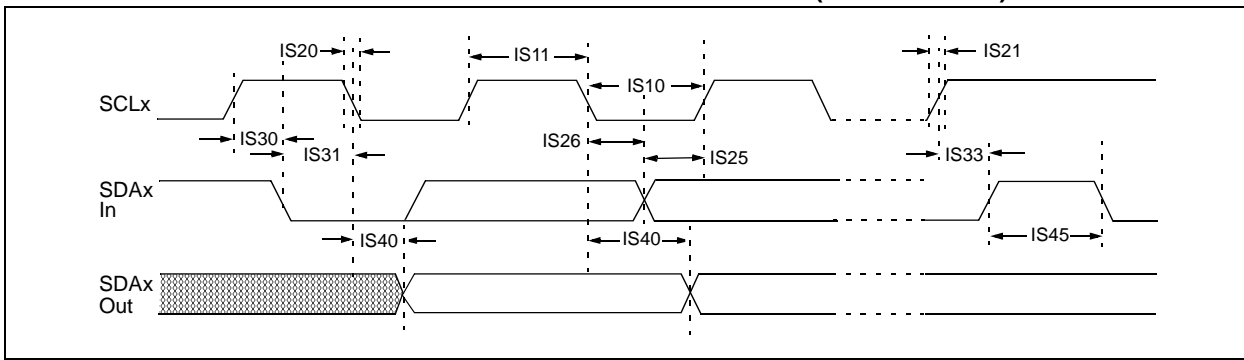 IS20
IS11
IS21
IS10
SCLx
IS30
IS26
IS31
IS25
IS33
SDAx
In
IS40
IS40
IS45
SDAx
Out